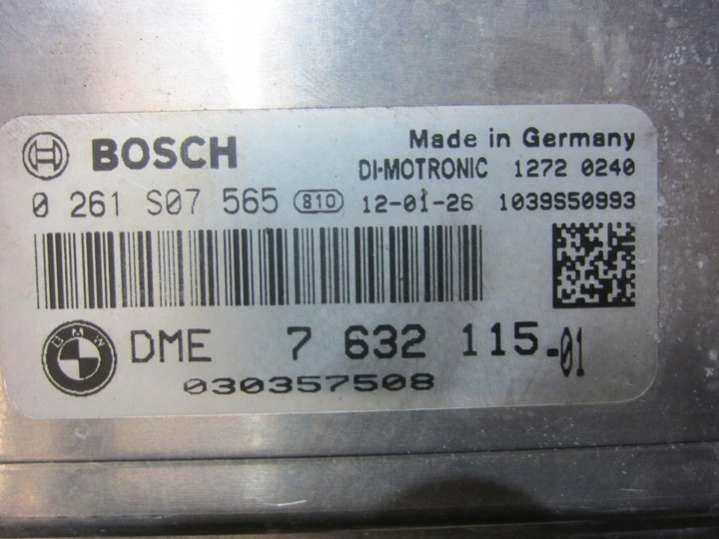 BOSCH Made in Germany
DI-MOTRONIC 1272 0240
0 261 S07 565 810 12-01-26 1039S50993
BMW DME 7 632 115-01
030357508